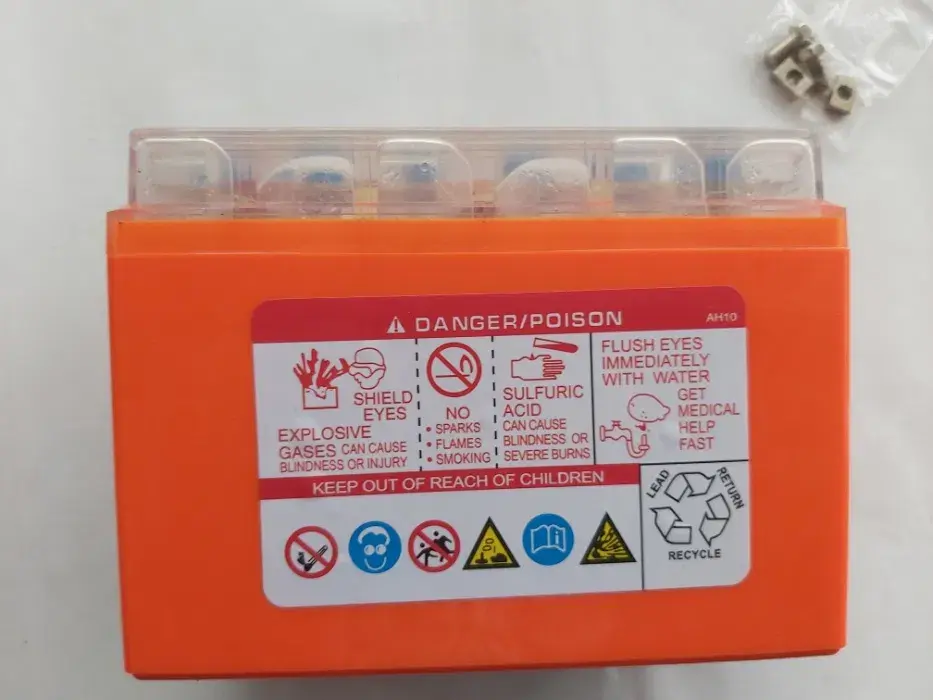 DANGER/POISON
AH10
SHIELD
EYES
EXPLOSIVE
GASES CAN CAUSE
BLINDNESS OR INJURY
NO
• SPARKS
• FLAMES
• SMOKING
SULFURIC
ACID
CAN CAUSE
BLINDNESS OR
SEVERE BURNS
FLUSH EYES
IMMEDIATELY
WITH WATER
GET
MEDICAL
HELP
FAST
KEEP OUT OF REACH OF CHILDREN
LEAD
RETURN
RECYCLE